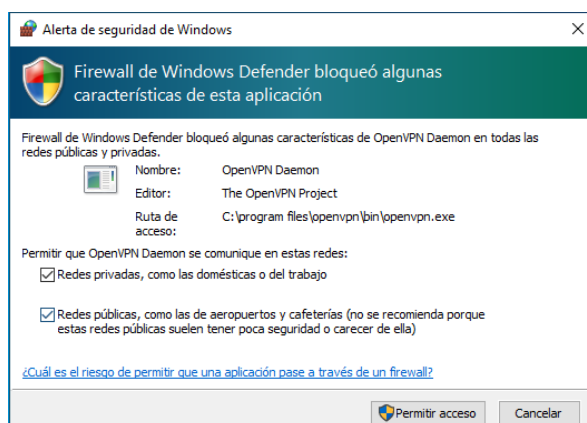 Alerta de seguridad de Windows
Firewall de Windows Defender bloqueó algunas
características de esta aplicación
Firewall de Windows Defender bloqueó algunas características de OpenVPN Daemon en todas las
redes públicas y privadas.
Nombre: OpenVPN Daemon
Editor: The OpenVPN Project
Ruta de acceso: C:\program files\openvpn\bin\openvpn.exe
Permitir que OpenVPN Daemon se comunique en estas redes:
Redes privadas, como las domésticas o del trabajo
Redes públicas, como las de aeropuertos y cafeterías (no se recomienda porque
estas redes públicas suelen tener poca seguridad o carecer de ella)
¿Cuál es el riesgo de permitir que una aplicación pase a través de un firewall?
Permitir acceso Cancelar